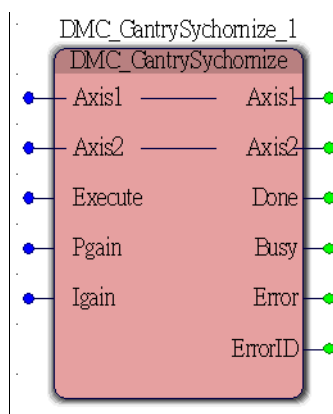 DMC_GantrySychornize_1
DMC_GantrySychornize
Axis1 Axis1
Axis2 Axis2
Execute Done
Pgain Busy
Igain Error
ErrorID